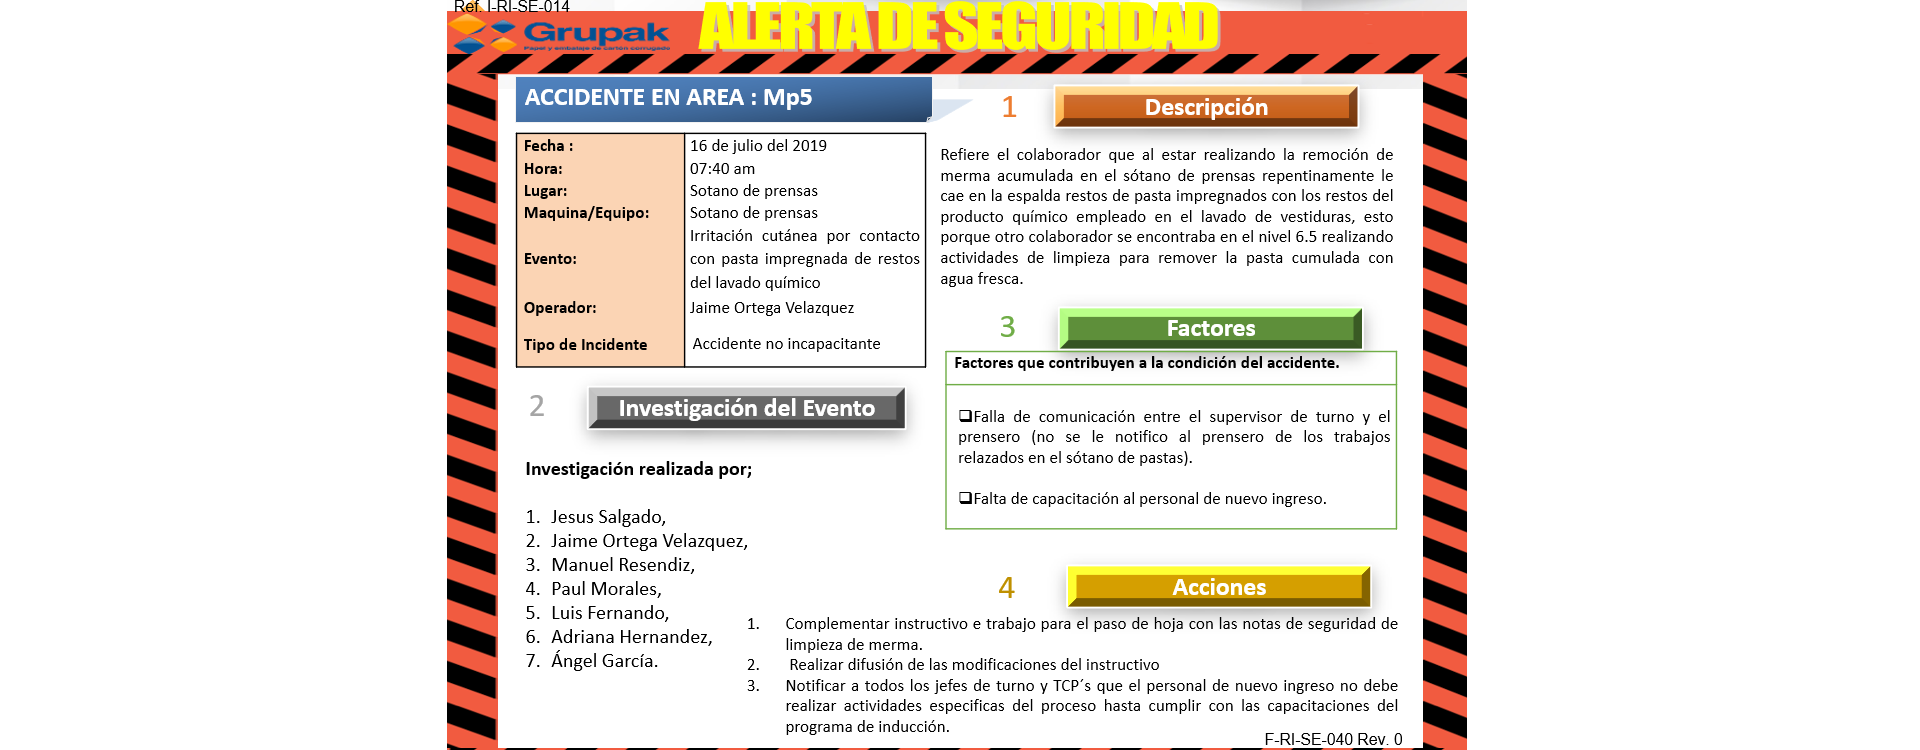 Ref. I-RI-SE-014
Grupak
Papel y embalaje de cartón corrugado
ALERTA DE SEGURIDAD
ACCIDENTE EN AREA : Mp5
Fecha : 16 de julio del 2019
Hora: 07:40 am
Lugar: Sotano de prensas
Maquina/Equipo: Sotano de prensas
Evento: Irritación cutánea por contacto
con pasta impregnada de restos
del lavado químico
Operador: Jaime Ortega Velazquez
Tipo de Incidente Accidente no incapacitante
1 Descripción
Refiere el colaborador que al estar realizando la remoción de
merma acumulada en el sótano de prensas repentinamente le
cae en la espalda restos de pasta impregnados con los restos del
producto químico empleado en el lavado de vestiduras, esto
porque otro colaborador se encontraba en el nivel 6.5 realizando
actividades de limpieza para remover la pasta cumulada con
agua fresca.
2 Investigación del Evento
Investigación realizada por;
1. Jesus Salgado,
2. Jaime Ortega Velazquez,
3. Manuel Resendiz,
4. Paul Morales,
5. Luis Fernando,
6. Adriana Hernandez,
7. Ángel García.
3 Factores
Factores que contribuyen a la condición del accidente.
❑Falla de comunicación entre el supervisor de turno y el
prensero (no se le notifico al prensero de los trabajos
relazados en el sótano de pastas).
❑Falta de capacitación al personal de nuevo ingreso.
4 Acciones
1. Complementar instructivo e trabajo para el paso de hoja con las notas de seguridad de
limpieza de merma.
2. Realizar difusión de las modificaciones del instructivo
3. Notificar a todos los jefes de turno y TCP´s que el personal de nuevo ingreso no debe
realizar actividades especificas del proceso hasta cumplir con las capacitaciones del
programa de inducción.
F-RI-SE-040 Rev. 0